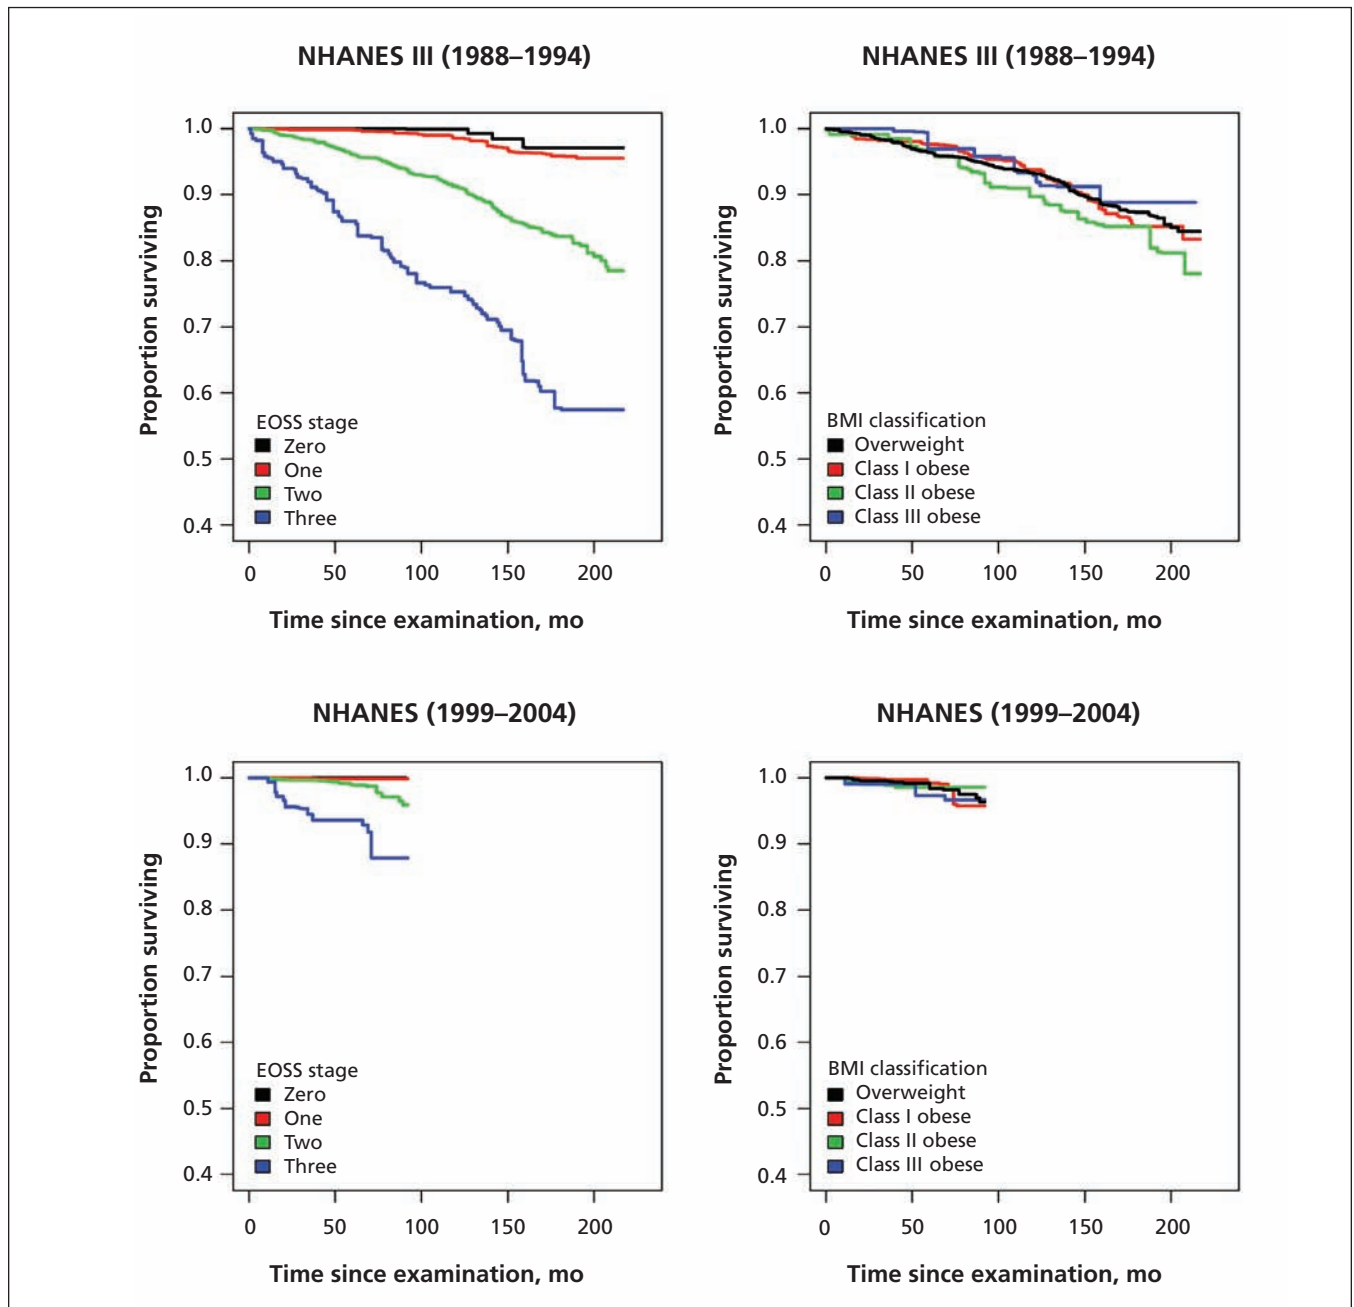 NHANES III (1988–1994)
Proportion surviving
1.0
0.9
0.8
0.7
0.6
0.5
0.4
EOSS stage
Zero
One
Two
Three
0 50 100 150 200
Time since examination, mo
NHANES III (1988–1994)
Proportion surviving
1.0
0.9
0.8
0.7
0.6
0.5
0.4
BMI classification
Overweight
Class I obese
Class II obese
Class III obese
0 50 100 150 200
Time since examination, mo
NHANES (1999–2004)
Proportion surviving
1.0
0.9
0.8
0.7
0.6
0.5
0.4
EOSS stage
Zero
One
Two
Three
0 50 100 150 200
Time since examination, mo
NHANES (1999–2004)
Proportion surviving
1.0
0.9
0.8
0.7
0.6
0.5
0.4
BMI classification
Overweight
Class I obese
Class II obese
Class III obese
0 50 100 150 200
Time since examination, mo